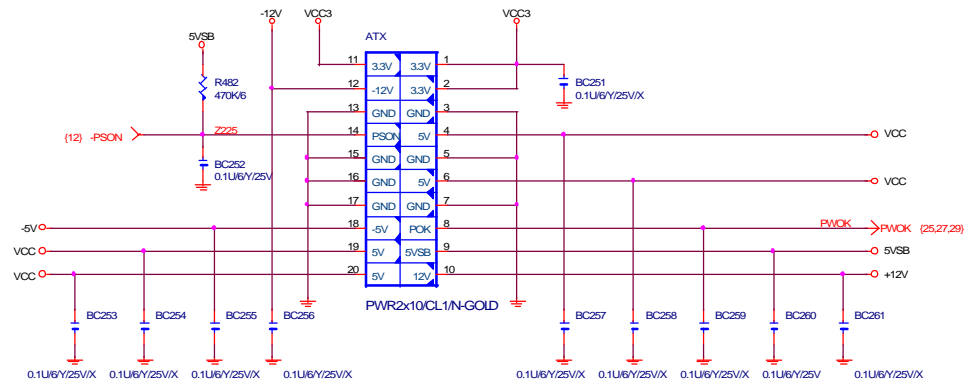 -12V VCC3 VCC3
5VSB ATX
11 3.3V 3.3V 1
R482
470K/6
12 -12V 3.3V 2
BC251
0.1U/6/Y/25V/X
13 GND GND 3
{12} -PSON Z225 14 PSON 5V 4 VCC
15 GND GND 5
BC252
0.1U/6/Y/25V
16 GND 5V 6 VCC
17 GND GND 7
-5V 18 -5V POK 8 PWOK PWOK {25,27,29}
VCC 19 5V 5VSB 9 5VSB
VCC 20 5V 12V 10 +12V
PWR2x10/CL1/N-GOLD
BC253 BC254 BC255 BC256 BC257 BC258 BC259 BC260 BC261
0.1U/6/Y/25V/X 0.1U/6/Y/25V/X 0.1U/6/Y/25V/X 0.1U/6/Y/25V/X 0.1U/6/Y/25V/X 0.1U/6/Y/25V/X 0.1U/6/Y/25V/X 0.1U/6/Y/25V 0.1U/6/Y/25V/X